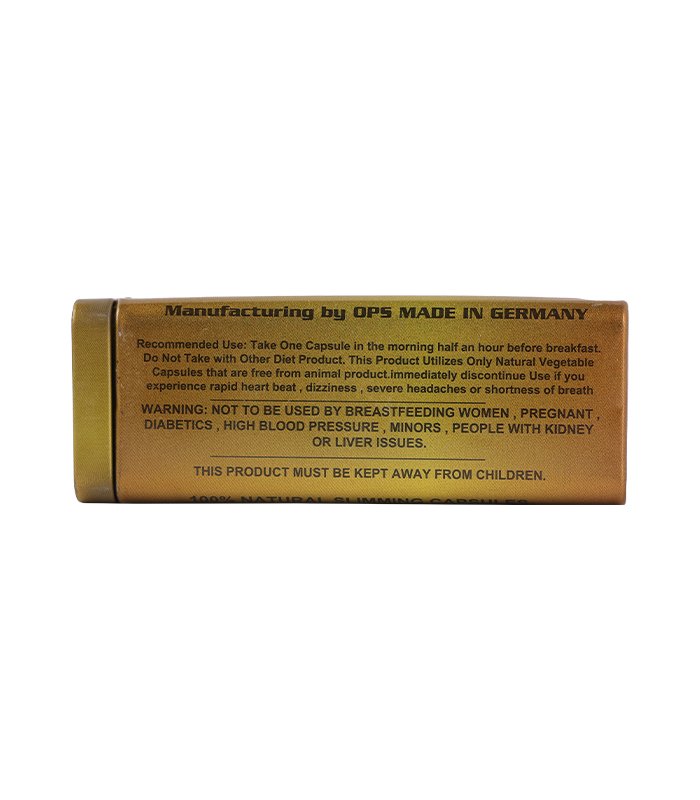 Manufacturing by OPS MADE IN GERMANY
Recommended Use: Take One Capsule in the morning half an hour before breakfast.
Do Not Take with Other Diet Product. This Product Utilizes Only Natural Vegetable
Capsules that are free from animal product.immediately discontinue Use if you
experience rapid heart beat , dizziness , severe headaches or shortness of breath
WARNING: NOT TO BE USED BY BREASTFEEDING WOMEN , PREGNANT ,
DIABETICS , HIGH BLOOD PRESSURE , MINORS , PEOPLE WITH KIDNEY
OR LIVER ISSUES.
THIS PRODUCT MUST BE KEPT AWAY FROM CHILDREN.
100% NATURAL SLIMMING CAPSULES